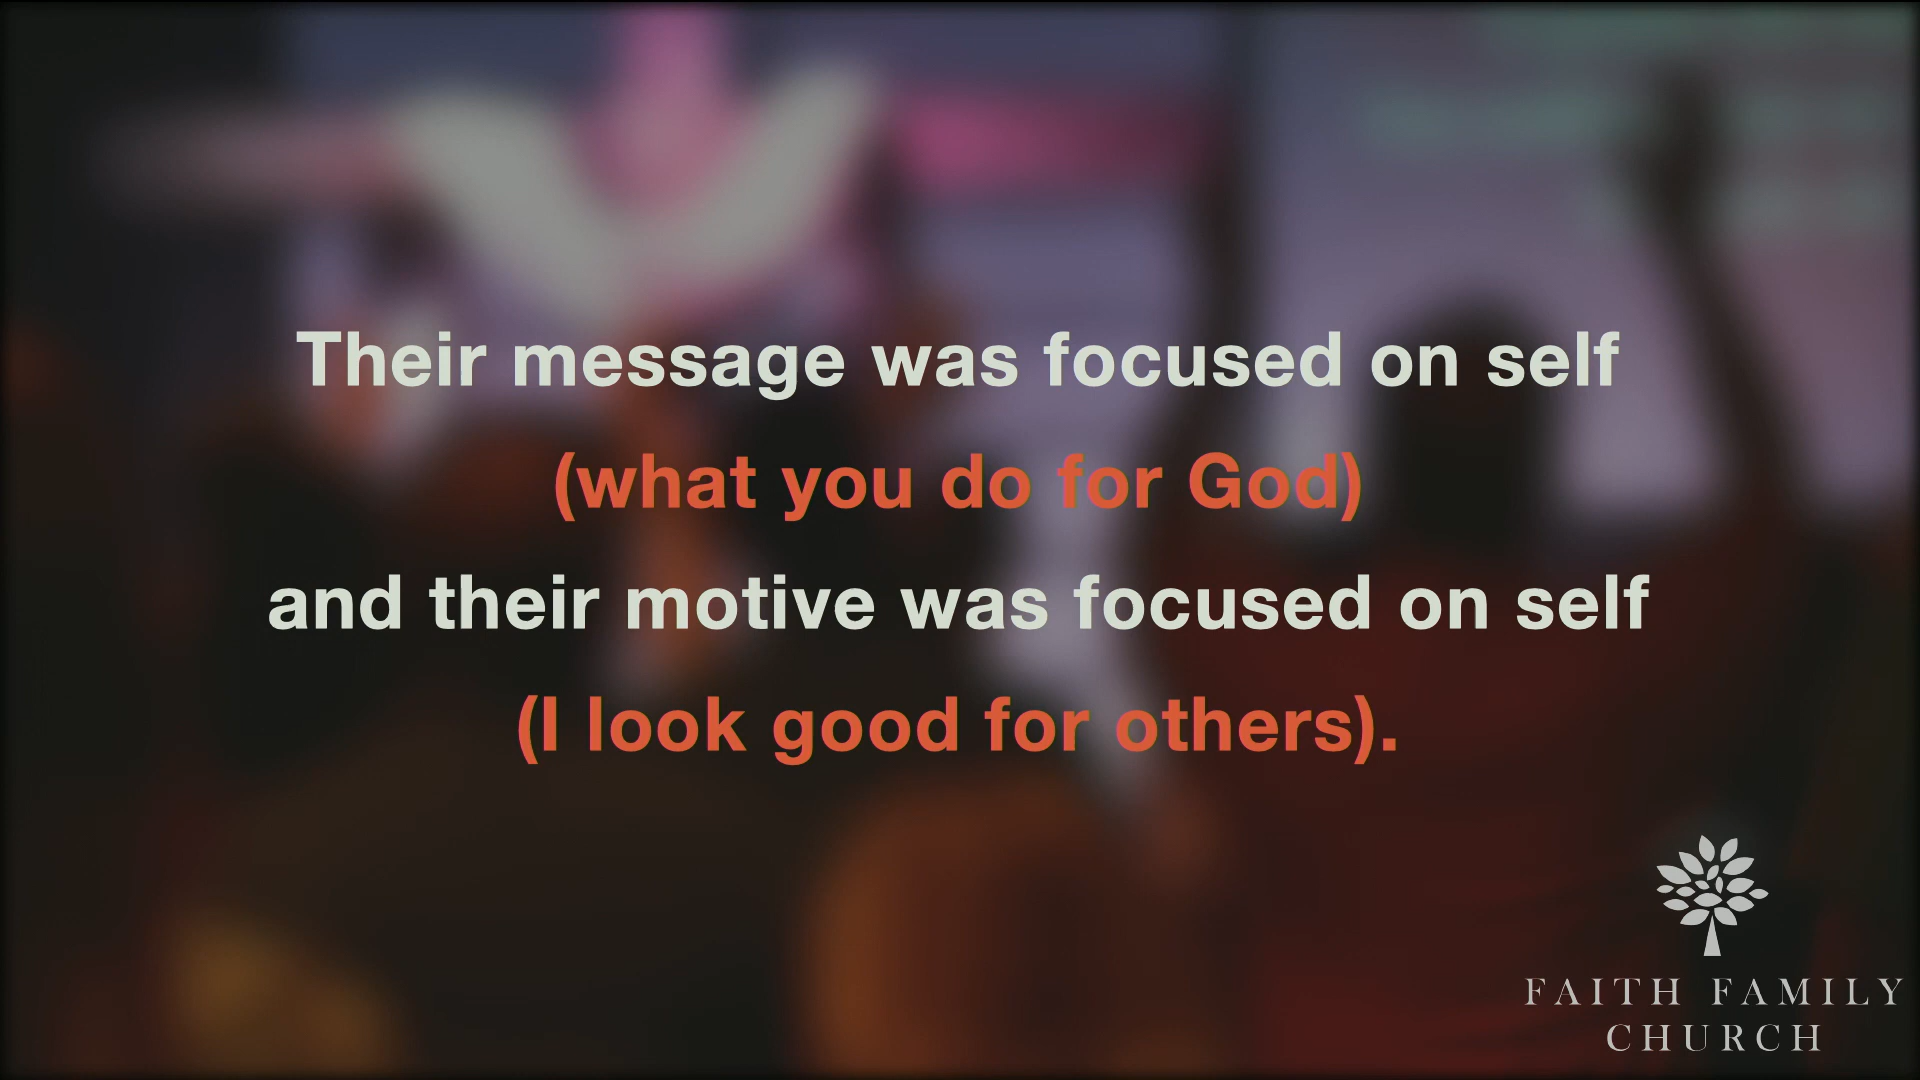 Their message was focused on self
(what you do for God)
and their motive was focused on self
(I look good for others).
FAITH FAMILY
CHURCH